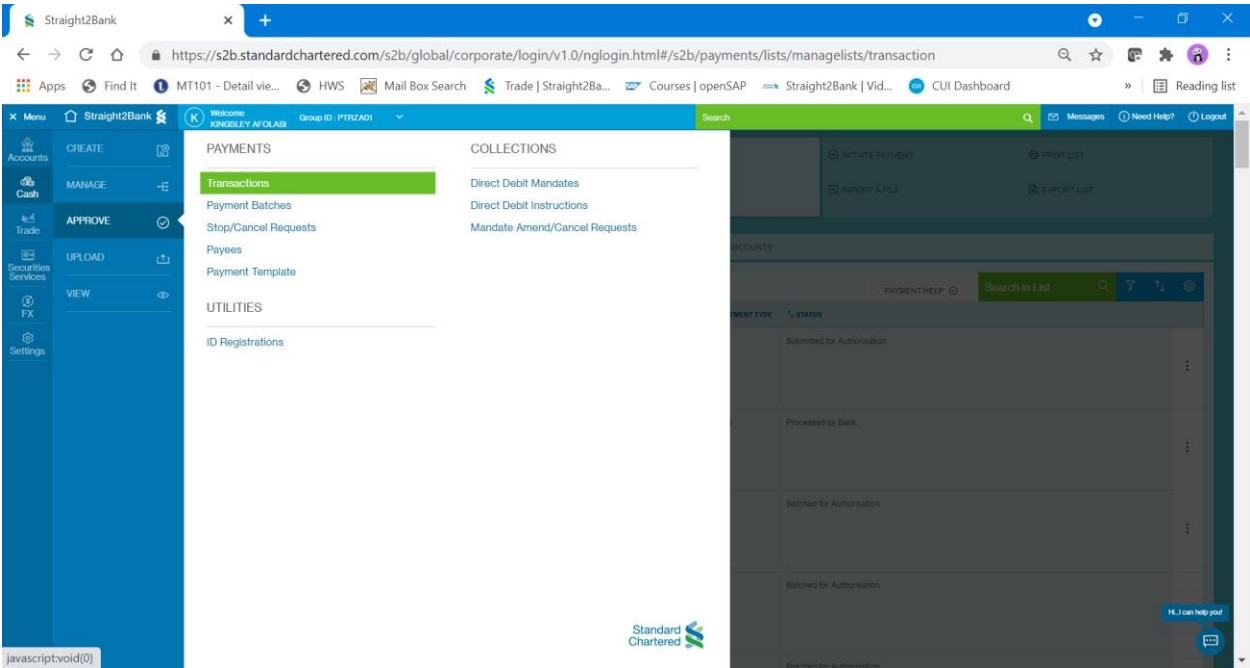 Straight2Bank
https://s2b.standardchartered.com/s2b/global/corporate/login/v1.0/nglogin.html#/s2b/payments/lists/managelists/transaction
Apps Find It MT101 - Detail vie... HWS Mail Box Search Trade | Straight2Ba... Courses | openSAP Straight2Bank | Vid... CUI Dashboard » Reading list
Menu Straight2Bank K Welcome KINGSLEY AFOLABI Group ID : PTRZA01 Search Messages Need Help? Logout
Accounts
Cash
Trade
Securities Services
FX
Settings
CREATE
MANAGE
APPROVE
UPLOAD
VIEW
PAYMENTS
Transactions
Payment Batches
Stop/Cancel Requests
Payees
Payment Template
UTILITIES
ID Registrations
COLLECTIONS
Direct Debit Mandates
Direct Debit Instructions
Mandate Amend/Cancel Requests
INITIATE PAYMENT PRINT LIST
IMPORT A FILE EXPORT LIST
PAYMENT HELP Search in List
YMENT TYPE STATUS
Submitted for Authorisation
Processed by Bank
Batched for Authorisation
Batched for Authorisation
Batched for Authorisation
Standard
Chartered
Hi...I can help you!
javascript:void(0)